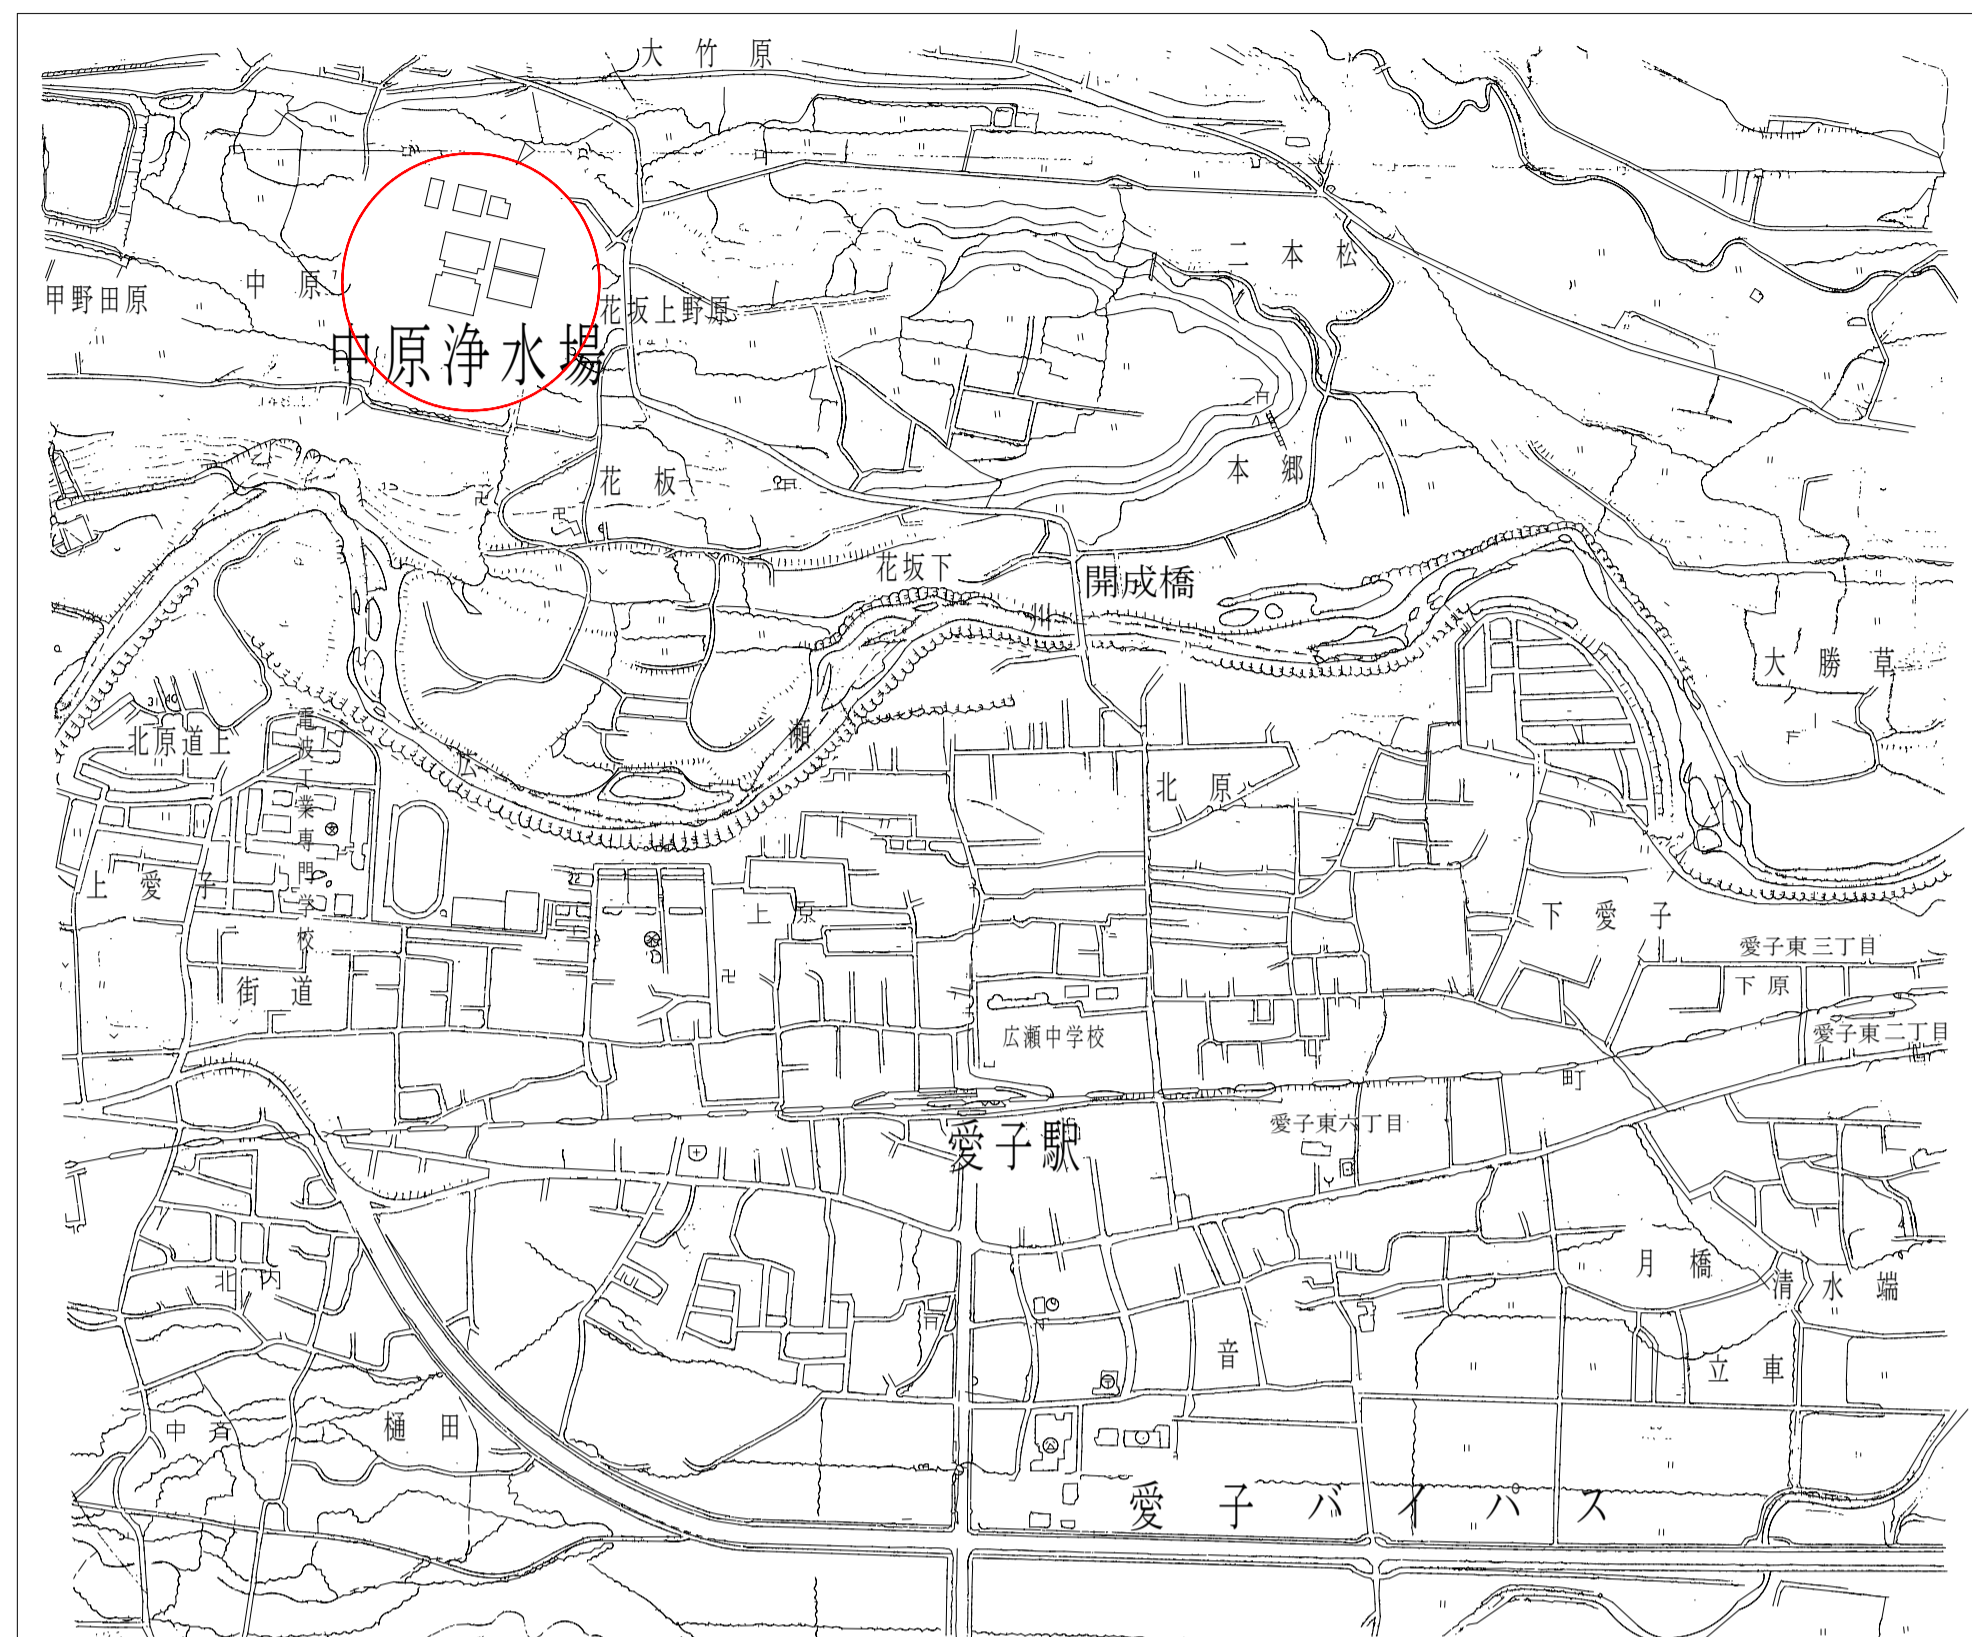 大竹原
二本松
中原
甲野田原
花坂上野原
中原浄水場
本郷
花板
花坂下
開成橋
大勝草
北原道上
電波工業専門学校
広
瀬
北原
上愛子
上原
下愛子
愛子東三丁目
街道
下原
広瀬中学校
愛子東二丁目
町
愛子東六丁目
愛子駅
月橋
清水端
北内
音
立車
中斉
樋田
愛子バイパス